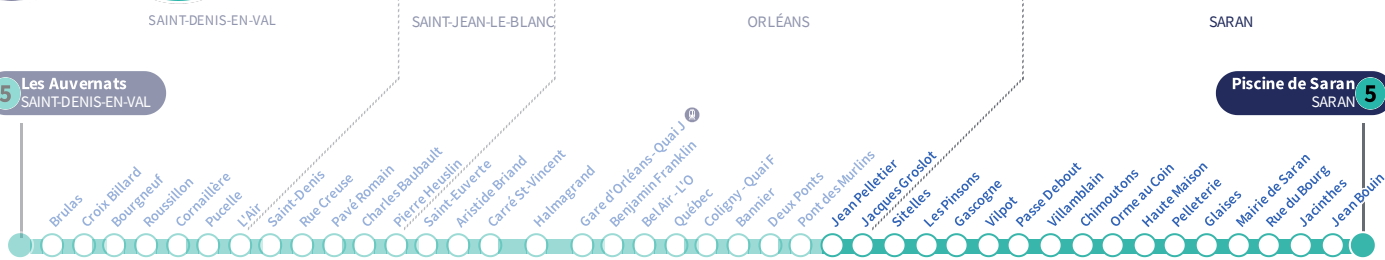 SAINT-DENIS-EN-VAL
SAINT-JEAN-LE-BLANC
ORLÉANS
SARAN
5
Les Auvernats
SAINT-DENIS-EN-VAL
Piscine de Saran
SARAN
5
Brulas
Croix Billard
Bourgneuf
Roussillon
Cornaillère
Pucelle
L'Air
Saint-Denis
Rue Creuse
Pavé Romain
Charles Baubault
Pierre Heuslin
Saint-Euverte
Aristide Briand
Carré St-Vincent
Halmagrand
Gare d'Orléans - Quai J
Benjamin Franklin
Bel Air - L'O
Québec
Coligny - Quai F
Bannier
Deux Ponts
Pont des Murlins
Jean Pelletier
Jacques Groslot
Sitelles
Les Pinsons
Gascogne
Vilpot
Passe Debout
Villamblain
Chimoutons
Orme au Coin
Haute Maison
Pelleterie
Glaises
Mairie de Saran
Rue du Bourg
Jacinthes
Jean Bouin